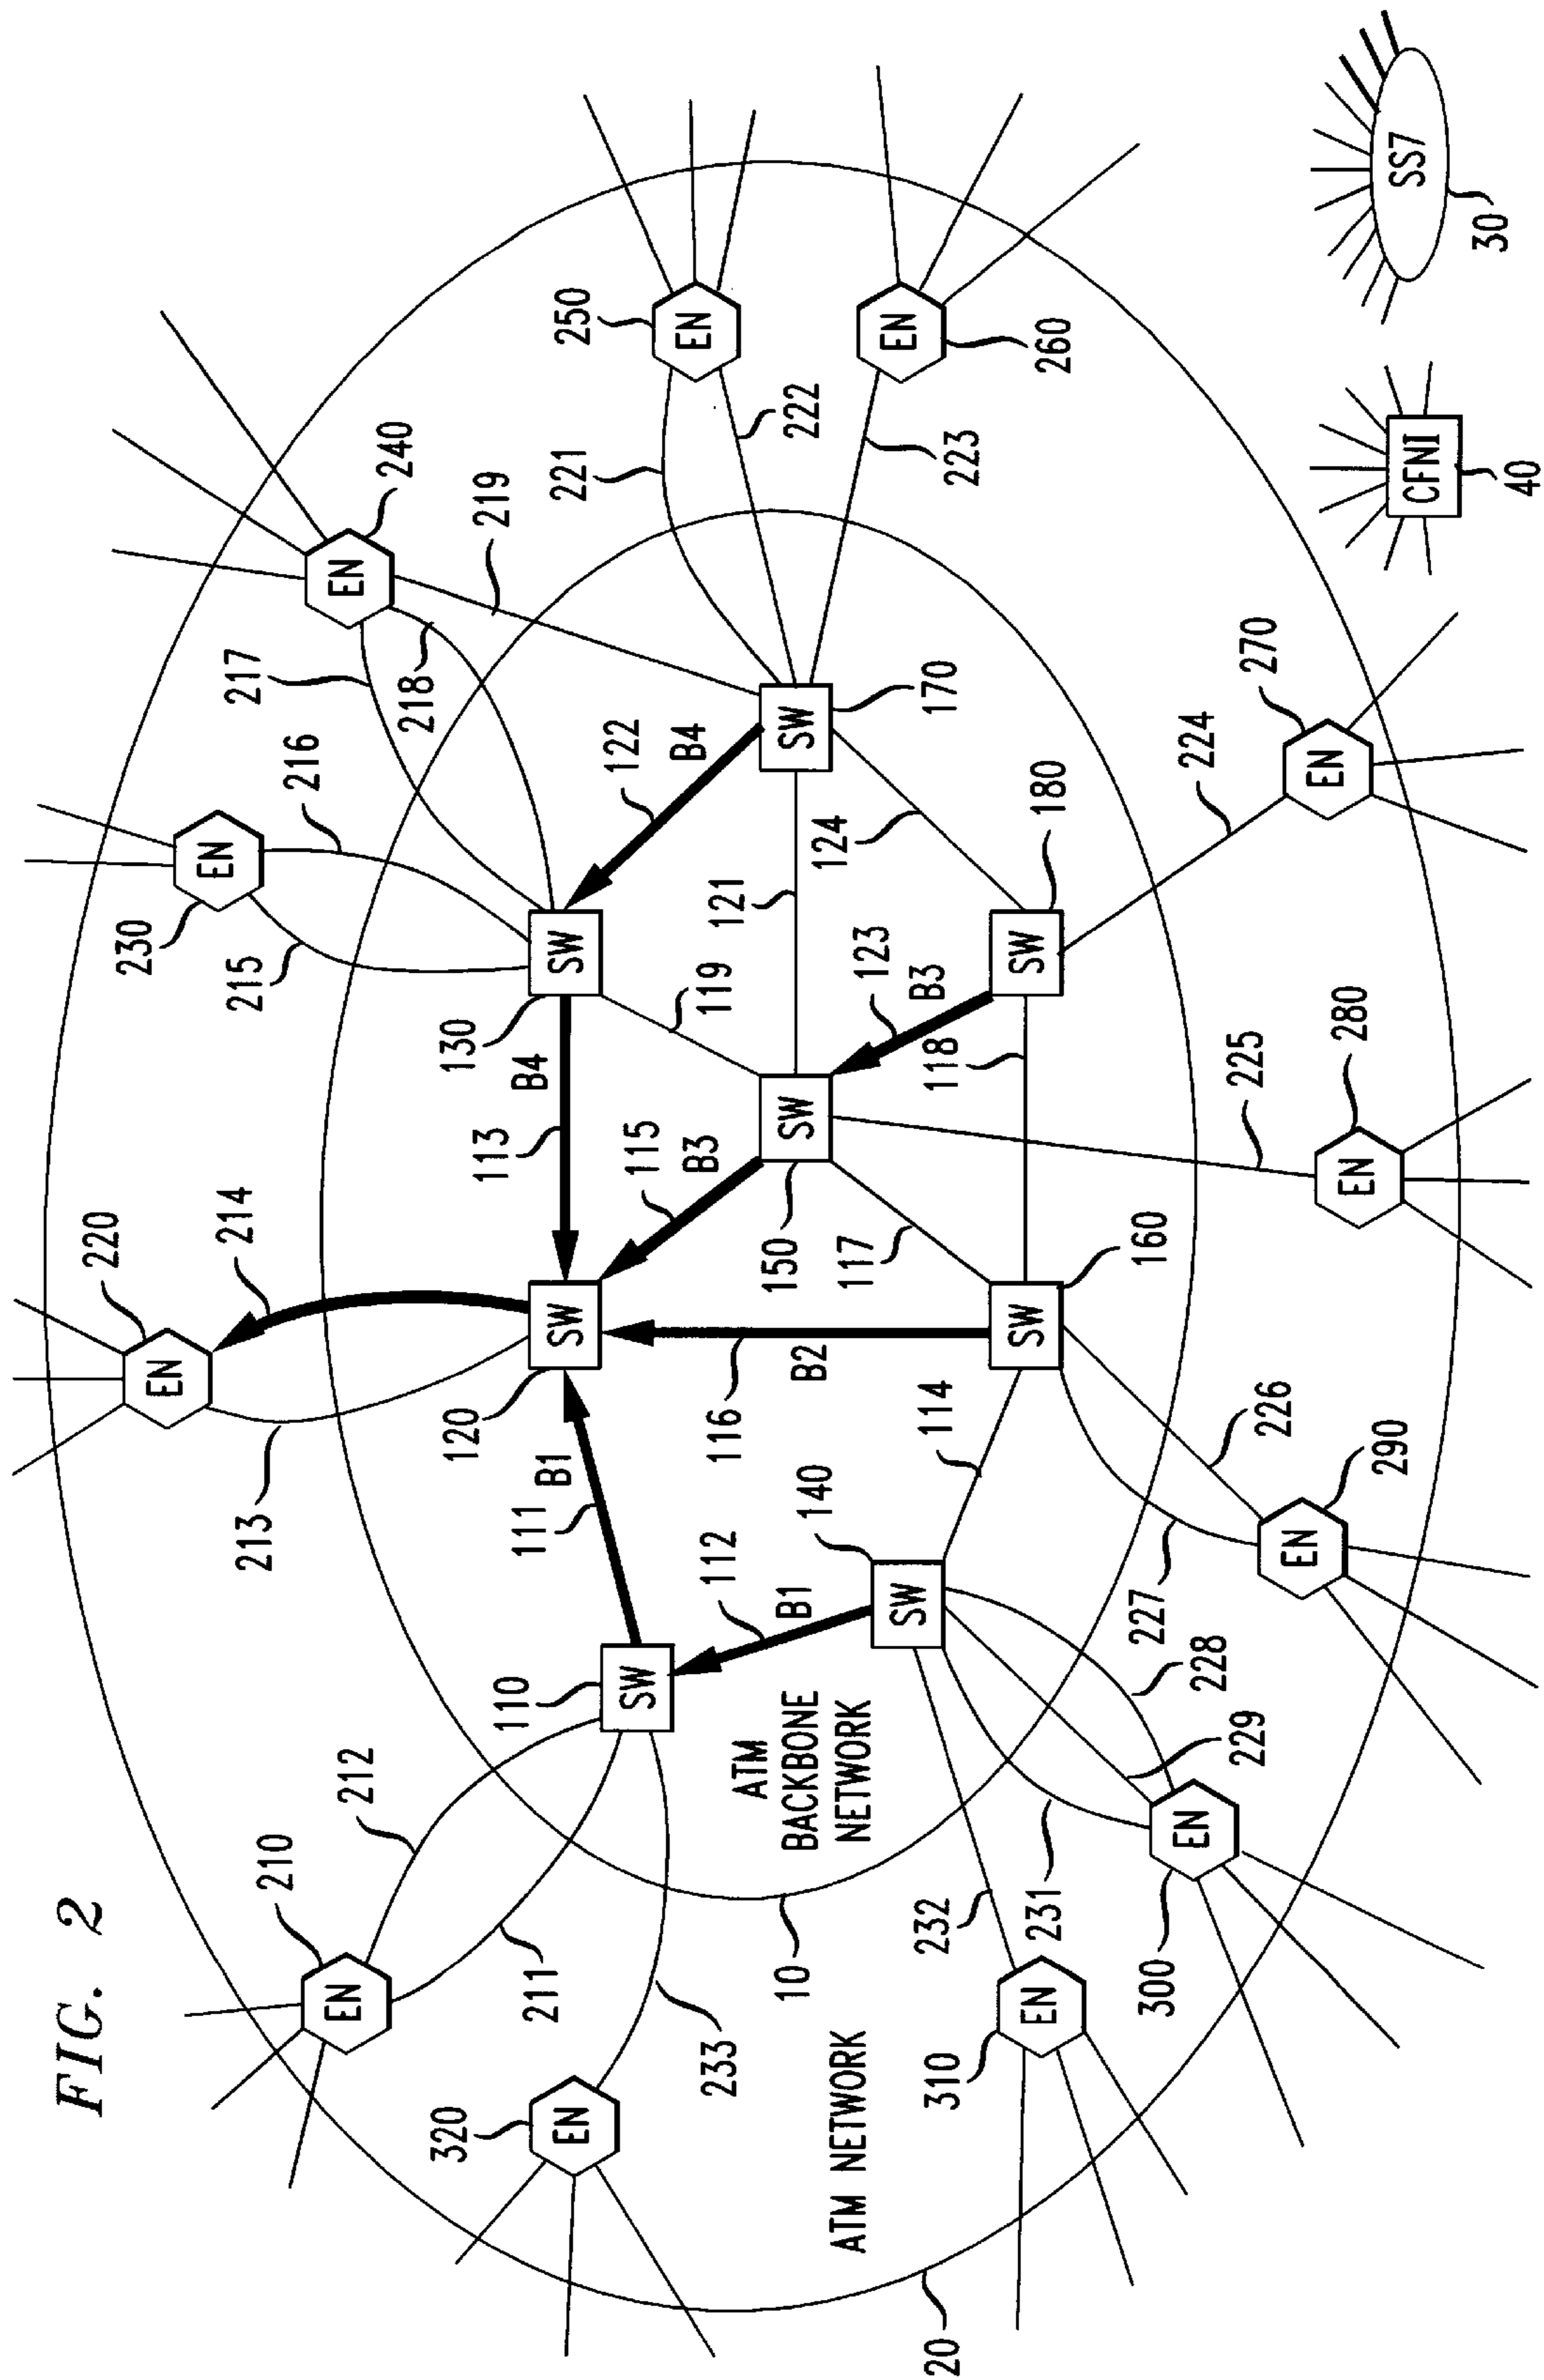 FIG. 2
220
EN
214
213
230
EN
216
215
217
240
EN
218
219
210
EN
212
211
320
EN
233
110
SW
111
B1
112
B1
120
SW
113
B4
130
SW
122
B4
115
B3
119
121
150
SW
123
B3
170
SW
124
221
250
EN
222
223
260
EN
116
B2
140
SW
114
117
160
SW
118
180
SW
ATM
BACKBONE
NETWORK
10
ATM NETWORK
20
232
310
EN
231
300
EN
229
228
227
226
290
EN
225
280
EN
224
270
EN
CFNI
40
SS7
30